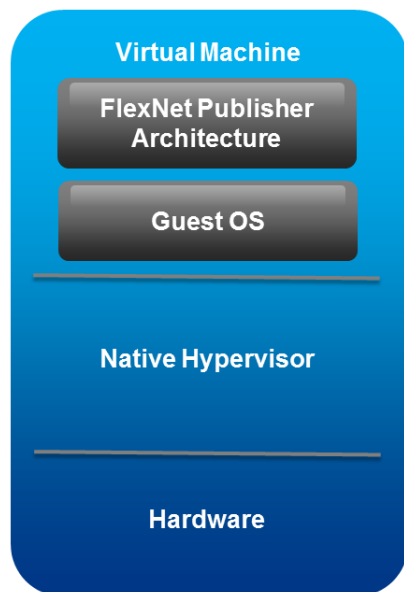 Virtual Machine
FlexNet Publisher
Architecture
Guest OS
Native Hypervisor
Hardware